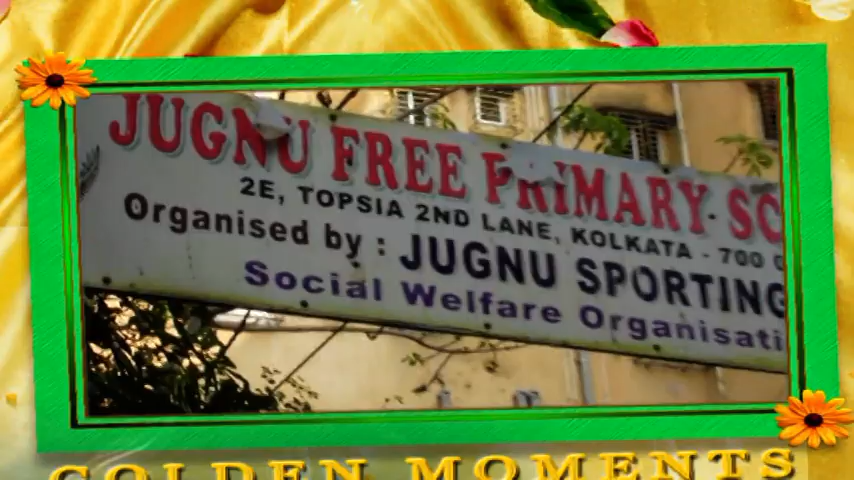 JUGNU FREE PRIMARY SC
2E, TOPSIA 2ND LANE, KOLKATA - 700 0
Organised by : JUGNU SPORTING
Social Welfare Organisati
GOLDEN MOMENTS